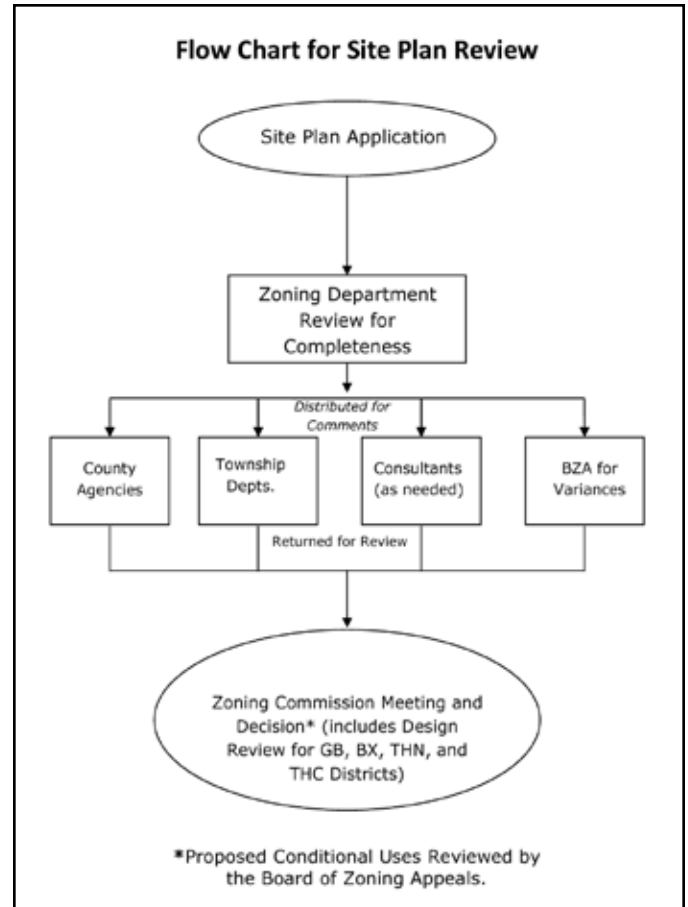 Flow Chart for Site Plan Review
Site Plan Application
Zoning Department
Review for
Completeness
Distributed for
Comments
County
Agencies
Township
Depts.
Consultants
(as needed)
BZA for
Variances
Returned for Review
Zoning Commission Meeting and
Decision* (includes Design
Review for GB, BX, THN, and
THC Districts)
*Proposed Conditional Uses Reviewed by
the Board of Zoning Appeals.